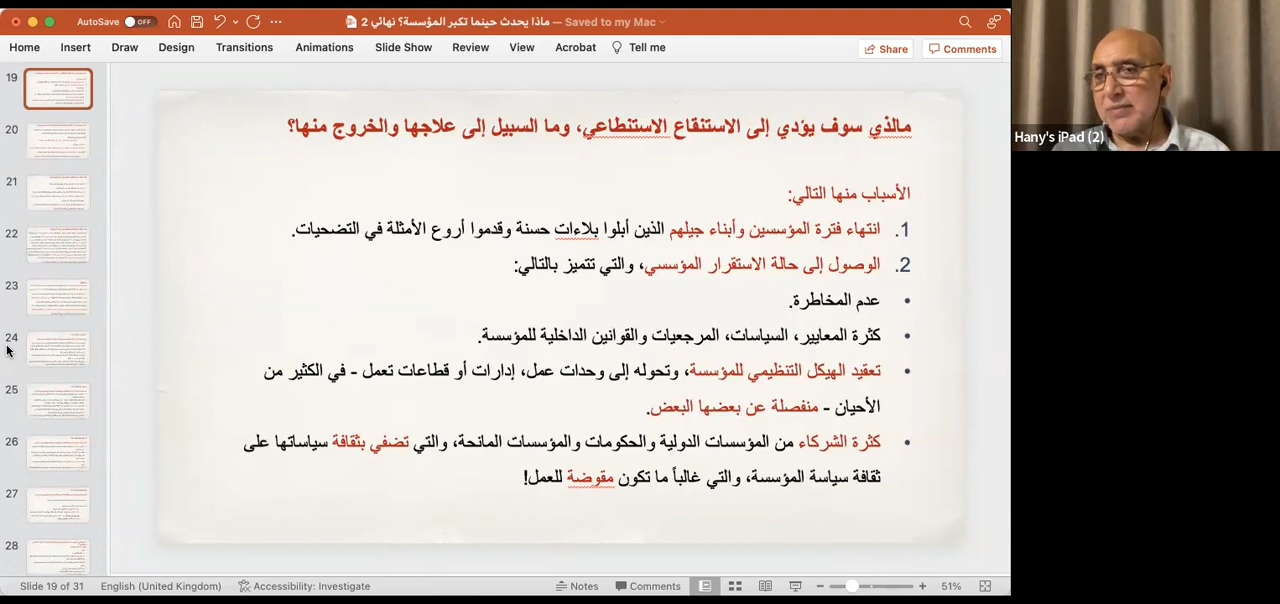 AutoSave OFF ماذا يحدث حينما تكبر المؤسسة؟ نهائي 2 — Saved to my Mac
Home Insert Draw Design Transitions Animations Slide Show Review View Acrobat Tell me Share Comments
Hany's iPad (2)
19
20
21
22
23
24
25
26
27
28
مالذي سوف يؤدي إلى الاستنقاع الإستنطاعي، وما السبيل إلى علاجها والخروج منها؟
الأسباب منها التالي:
1. انتهاء فترة المؤسسين وأبناء جيلهم الذين أبلوا بلاءات حسنة وقدموا أروع الأمثلة في التضحيات.
2. الوصول إلى حالة الاستقرار المؤسسي، والتي تتميز بالتالي:
• عدم المخاطرة.
• كثرة المعايير، السياسات، المرجعيات والقوانين الداخلية للمؤسسة.
• تعقيد الهيكل التنظيمي للمؤسسة، وتحوله إلى وحدات عمل، إدارات أو قطاعات تعمل - في الكثير من
الأحيان - منفصلة عن بعضها البعض.
• كثرة الشركاء من المؤسسات الدولية والحكومات والمؤسسات المانحة، والتي تضفي بثقافة سياساتها على
ثقافة سياسة المؤسسة، والتي غالباً ما تكون مقوضة للعمل!
Slide 19 of 31 English (United Kingdom) Accessibility: Investigate Notes Comments 51%